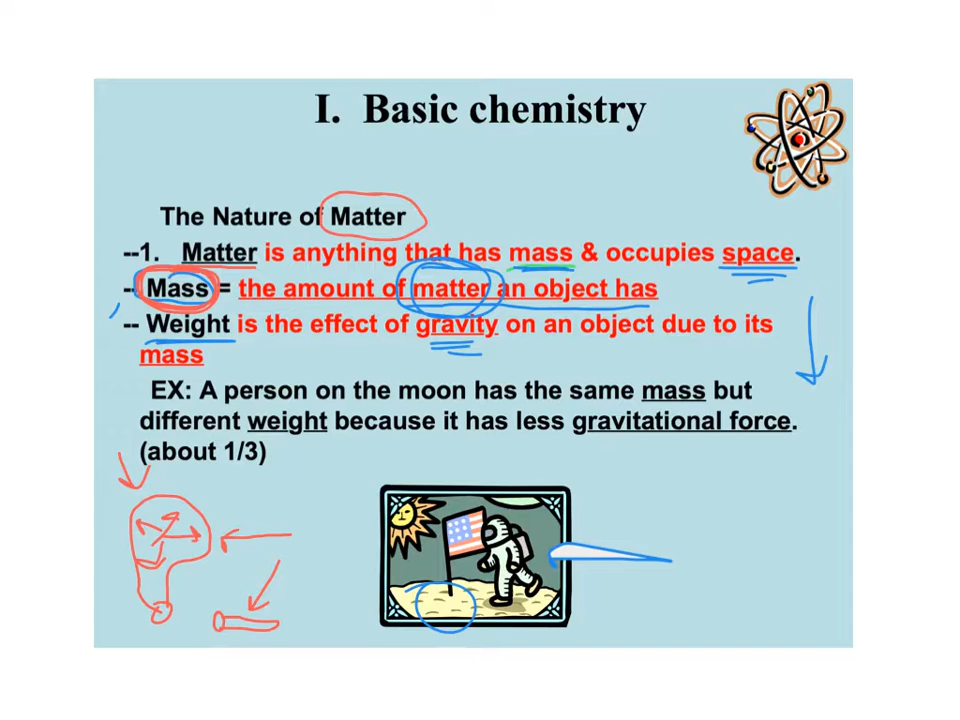 I. Basic chemistry
The Nature of Matter
--1. Matter is anything that has mass & occupies space.
-- Mass = the amount of matter an object has
-- Weight is the effect of gravity on an object due to its
mass
EX: A person on the moon has the same mass but
different weight because it has less gravitational force.
(about 1/3)